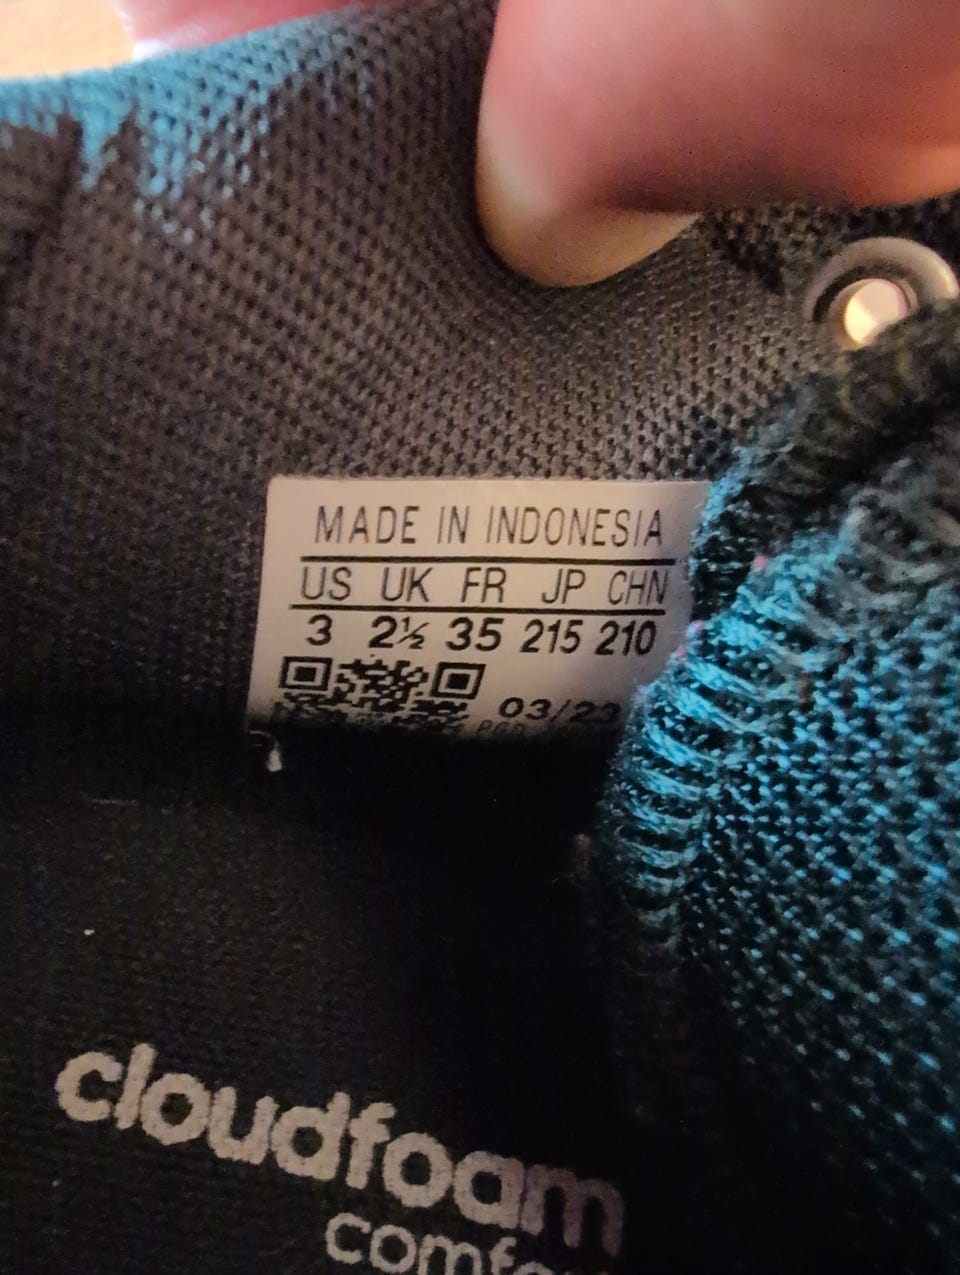 MADE IN INDONESIA
US UK FR JP CHN
3 2½ 35 215 210
03/23
cloudfoam